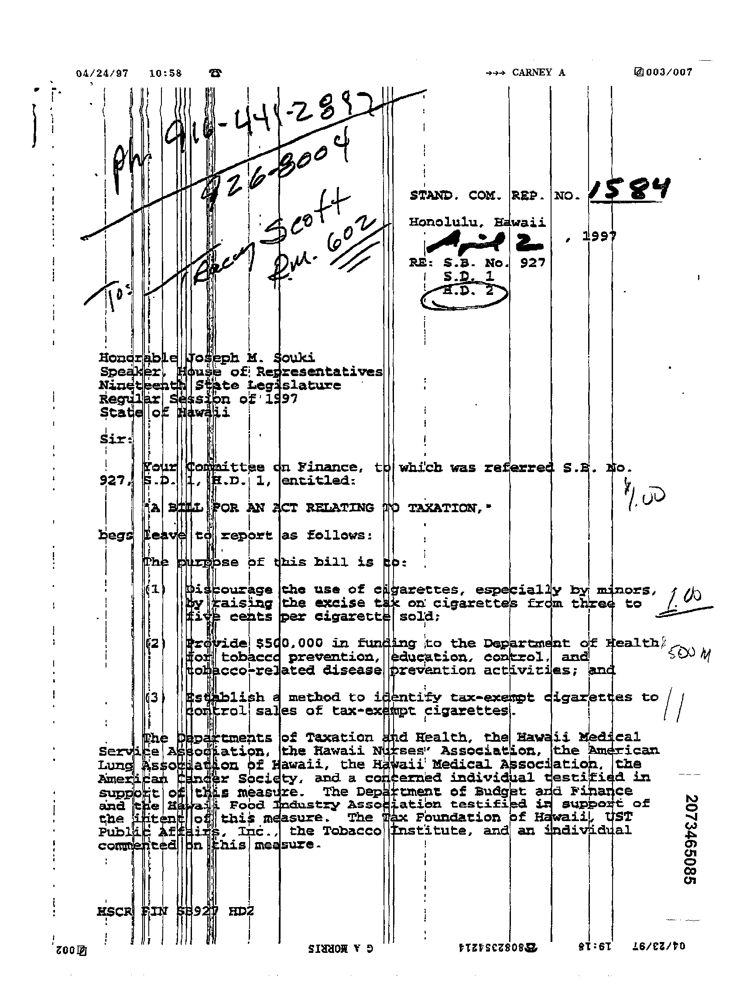 04/24/97 10:58 ☎ →→→ CARNEY A 003/007
Ph. 916-441-2897
926-8004
To: Tracey Scott
Rm. 602
STAND. COM. REP. NO. 1584
Honolulu, Hawaii
April 2, 1997
RE: S.B. No. 927
S.D. 1
H.D. 2
Honorable Joseph M. Souki
Speaker, House of Representatives
Nineteenth State Legislature
Regular Session of 1997
State of Hawaii
Sir:
Your Committee on Finance, to which was referred S.B. No.
927, S.D. 1, H.D. 1, entitled:
$1.00
"A BILL FOR AN ACT RELATING TO TAXATION,"
begs leave to report as follows:
The purpose of this bill is to:
(1) Discourage the use of cigarettes, especially by minors,
by raising the excise tax on cigarettes from three to
five cents per cigarette sold;
1.00
(2) Provide $500,000 in funding to the Department of Health
for tobacco prevention, education, control, and
tobacco-related disease prevention activities; and
500 M
(3) Establish a method to identify tax-exempt cigarettes to
control sales of tax-exempt cigarettes.
The Departments of Taxation and Health, the Hawaii Medical
Service Association, the Hawaii Nurses' Association, the American
Lung Association of Hawaii, the Hawaii Medical Association, the
American Cancer Society, and a concerned individual testified in
support of this measure. The Department of Budget and Finance
and the Hawaii Food Industry Association testified in support of
the intent of this measure. The Tax Foundation of Hawaii, UST
Public Affairs, Inc., the Tobacco Institute, and an individual
commented on this measure.
2073465085
HSCR FIN SB927 HD2
04/23/97 19:18 ☎8082554214 G A MORRIS 002